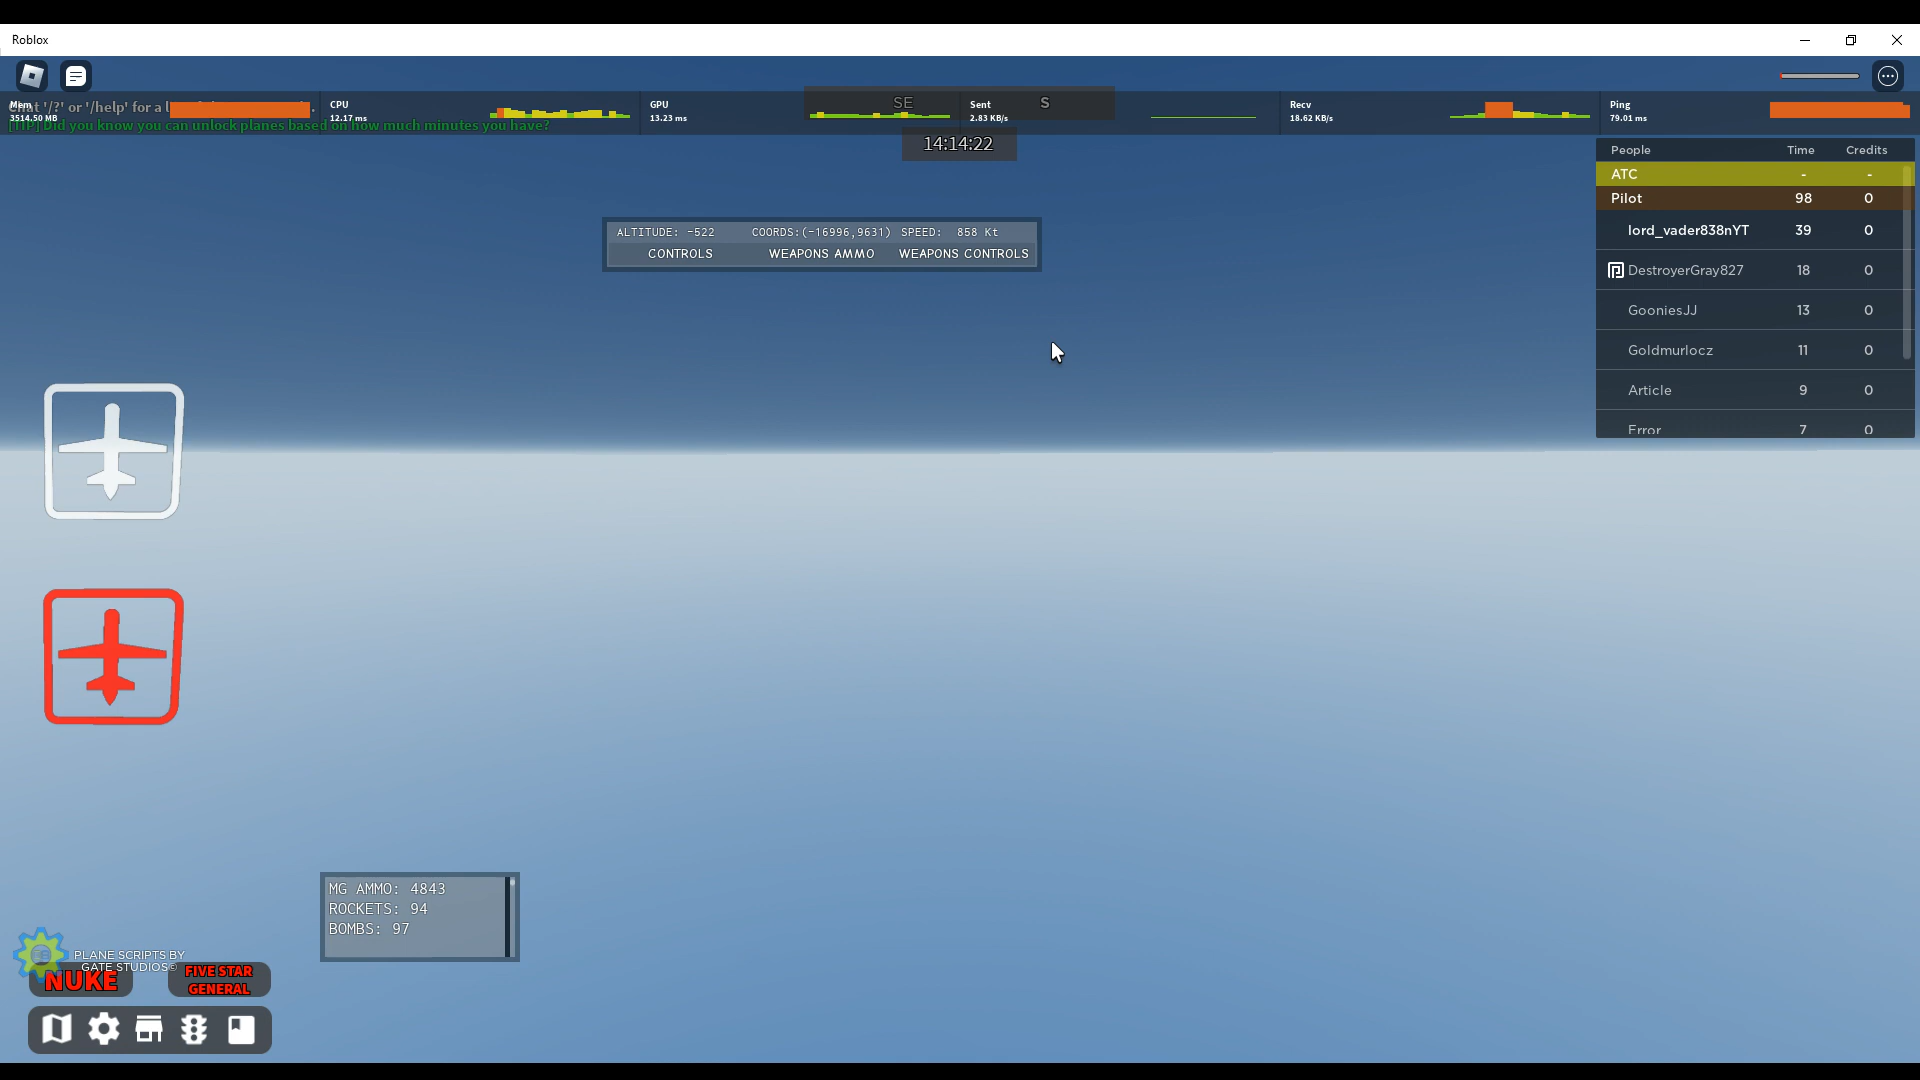 Roblox
Chat '/?' or '/help' for a l
[TIP] Did you know you can unlock planes based on how much minutes you have?
Mem
3514.50 MB
CPU
12.17 ms
GPU
13.23 ms
SE
Sent
2.83 KB/s
S
Recv
18.62 KB/s
Ping
79.01 ms
14:14:22
People Time Credits
ATC - -
Pilot 98 0
lord_vader838nYT 39 0
DestroyerGray827 18 0
GooniesJJ 13 0
Goldmurlocz 11 0
Article 9 0
Error 7 0
ALTITUDE: -522 COORDS:(-16996,9631) SPEED: 858 Kt
CONTROLS WEAPONS AMMO WEAPONS CONTROLS
MG AMMO: 4843
ROCKETS: 94
BOMBS: 97
PLANE SCRIPTS BY
GATE STUDIOS©
NUKE
FIVE STAR
GENERAL